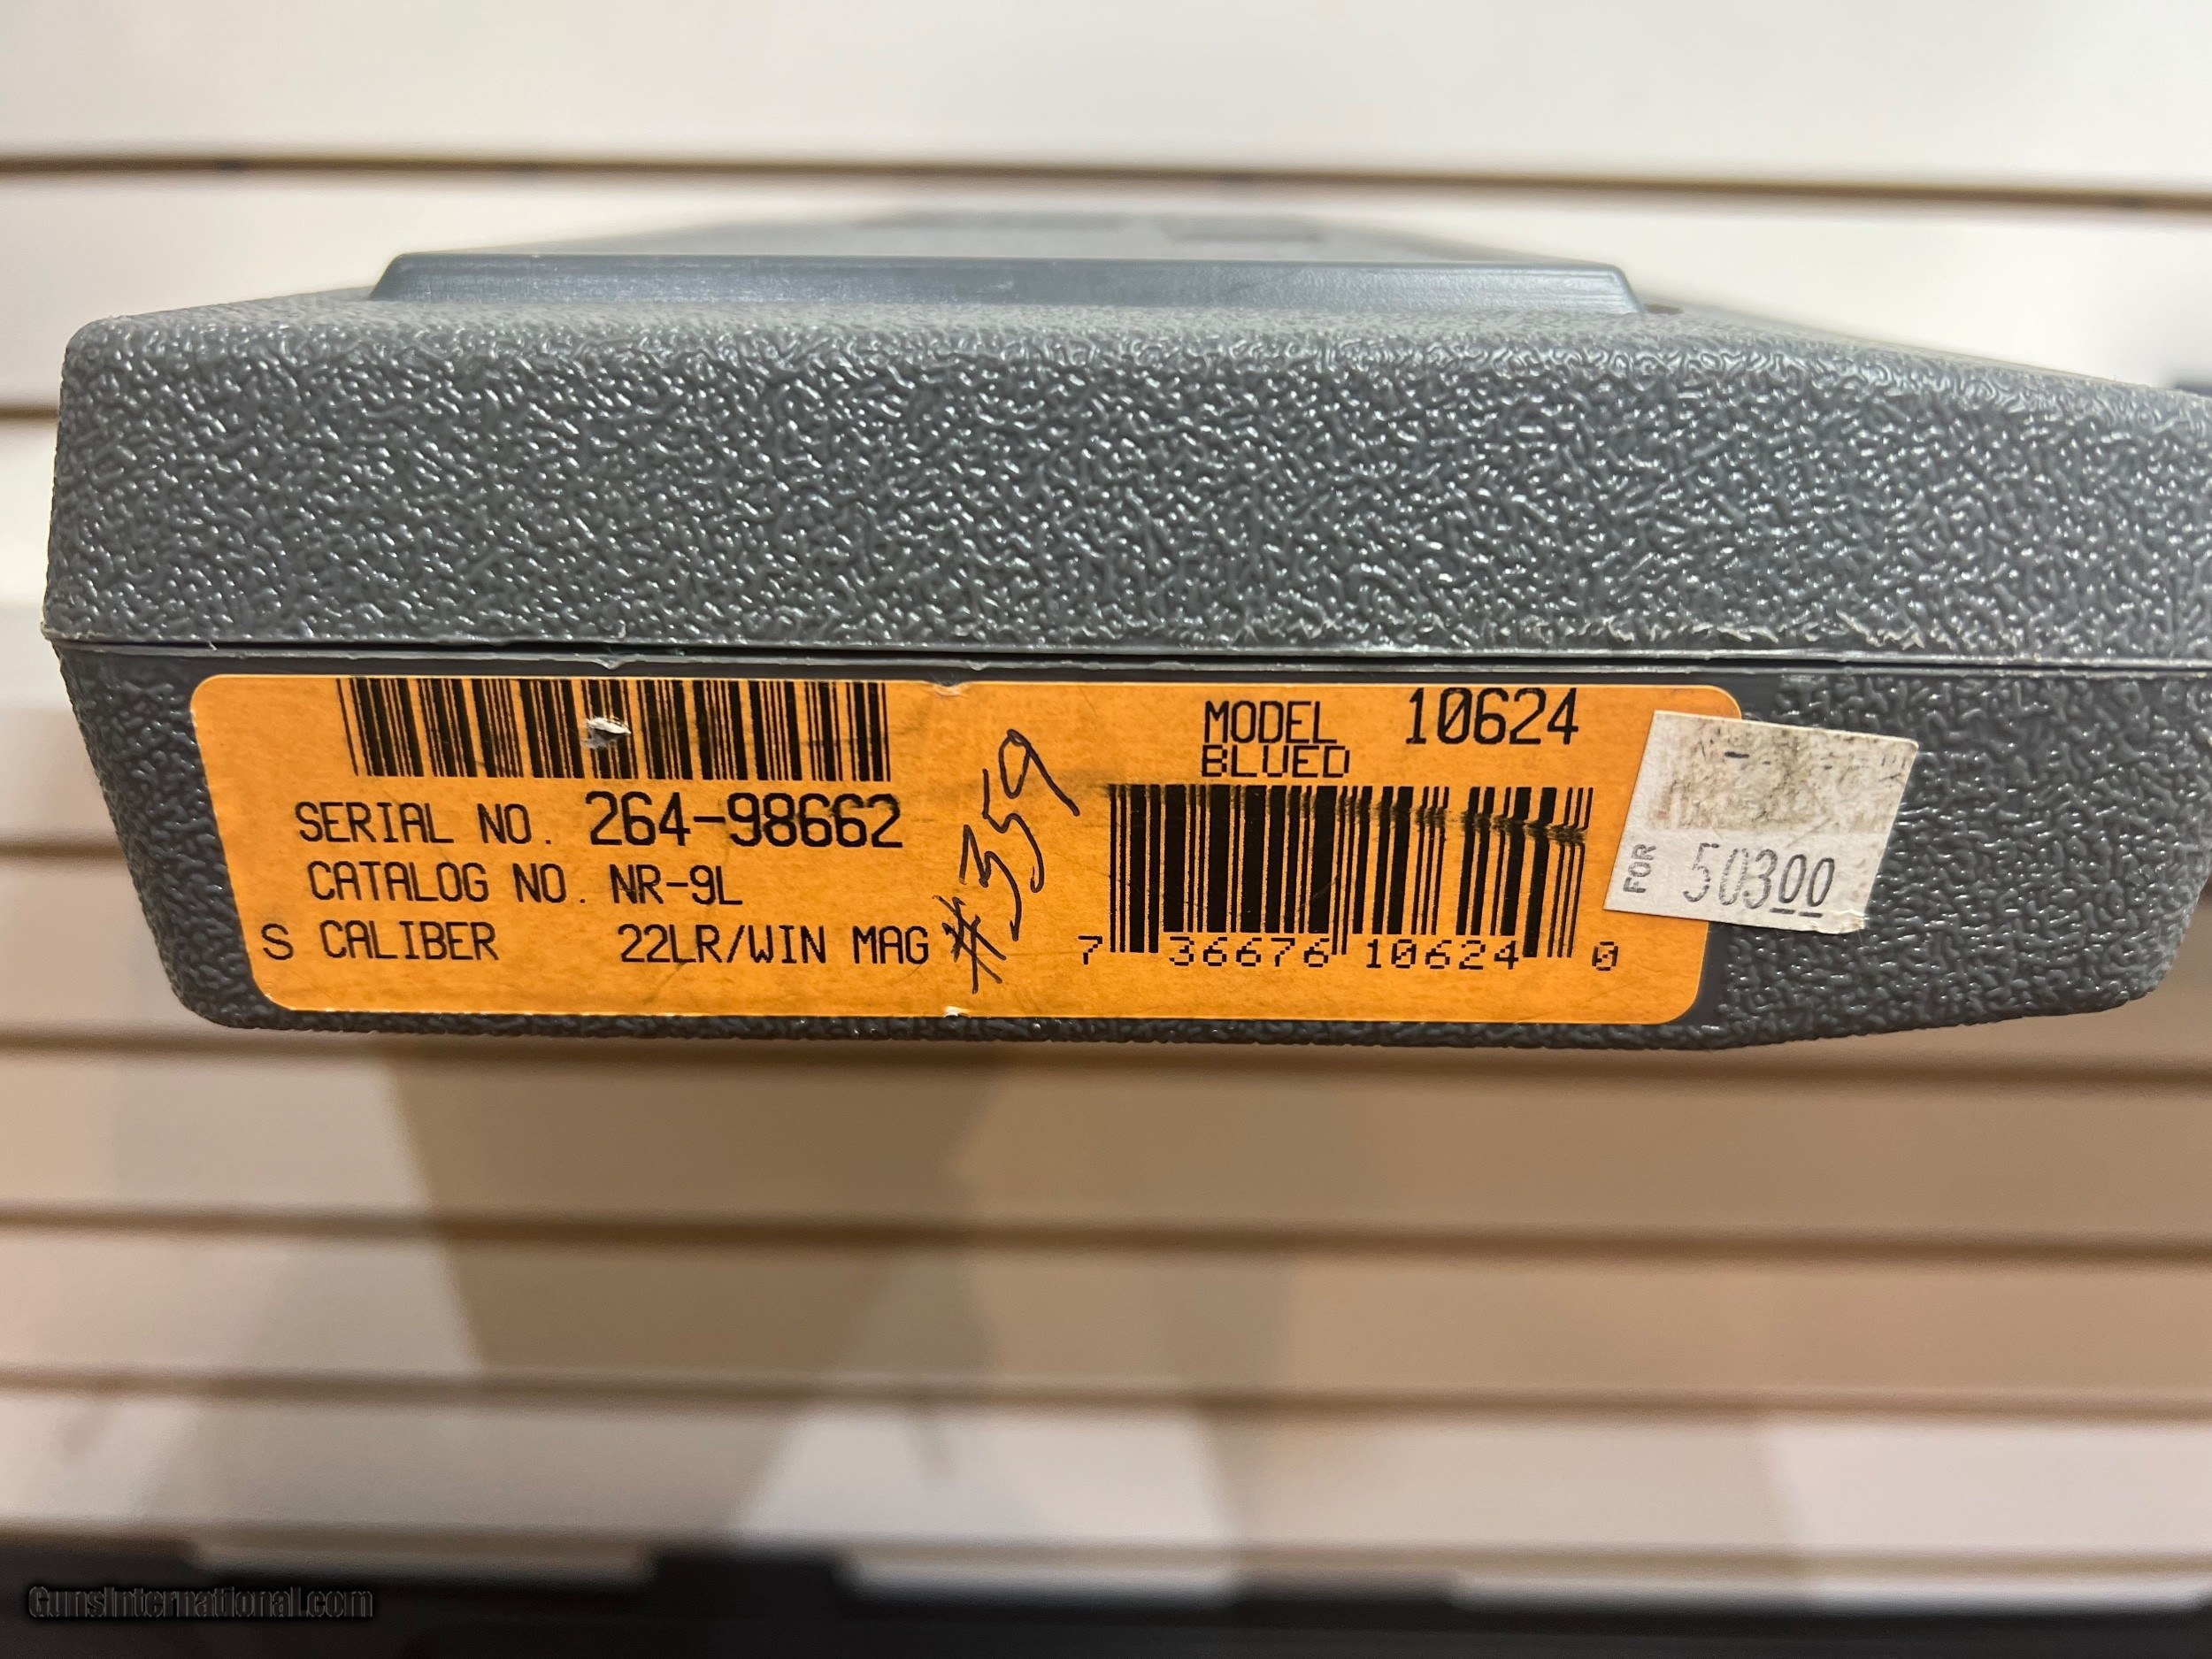 SERIAL NO. 264-98662
CATALOG NO. NR-9L
S CALIBER 22LR/WIN MAG
#359
MODEL 10624
BLUED
7 36676 10624 0
FOR 50300
GunsInternational.com